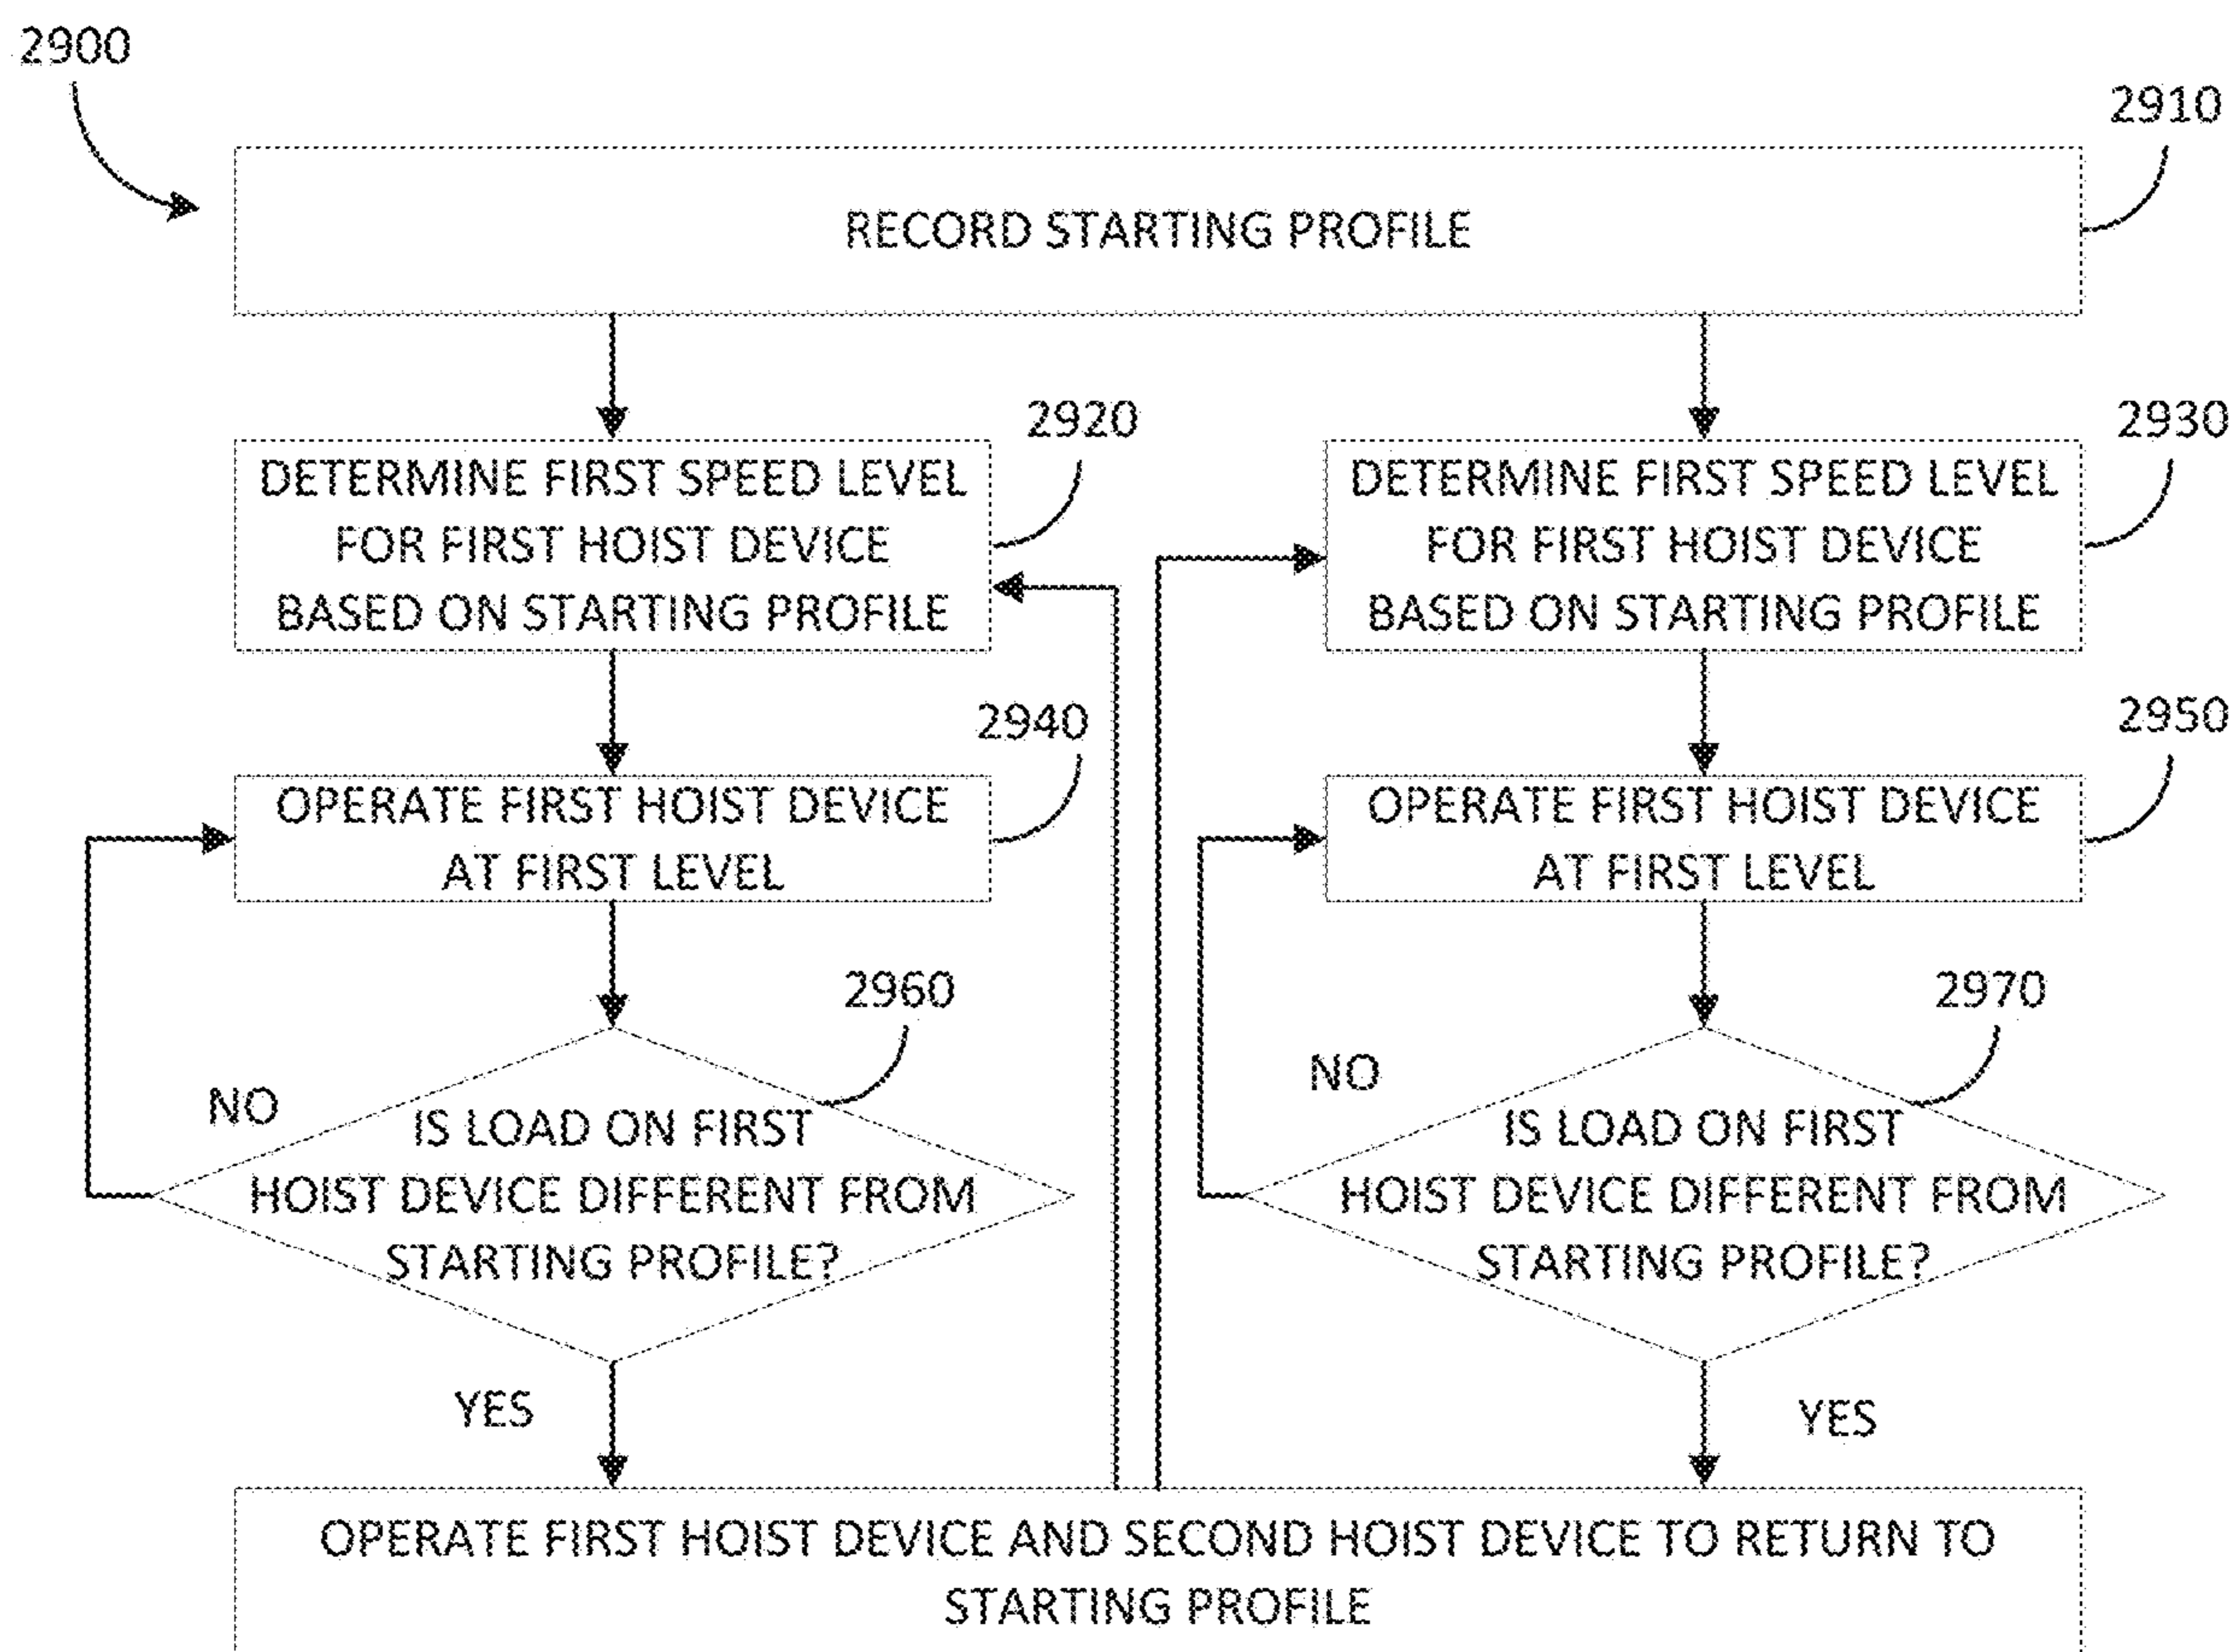 2900
2910
RECORD STARTING PROFILE
2920
DETERMINE FIRST SPEED LEVEL
FOR FIRST HOIST DEVICE
BASED ON STARTING PROFILE
2930
DETERMINE FIRST SPEED LEVEL
FOR FIRST HOIST DEVICE
BASED ON STARTING PROFILE
2940
OPERATE FIRST HOIST DEVICE
AT FIRST LEVEL
2950
OPERATE FIRST HOIST DEVICE
AT FIRST LEVEL
2960
NO
IS LOAD ON FIRST
HOIST DEVICE DIFFERENT FROM
STARTING PROFILE?
YES
2970
NO
IS LOAD ON FIRST
HOIST DEVICE DIFFERENT FROM
STARTING PROFILE?
YES
OPERATE FIRST HOIST DEVICE AND SECOND HOIST DEVICE TO RETURN TO
STARTING PROFILE